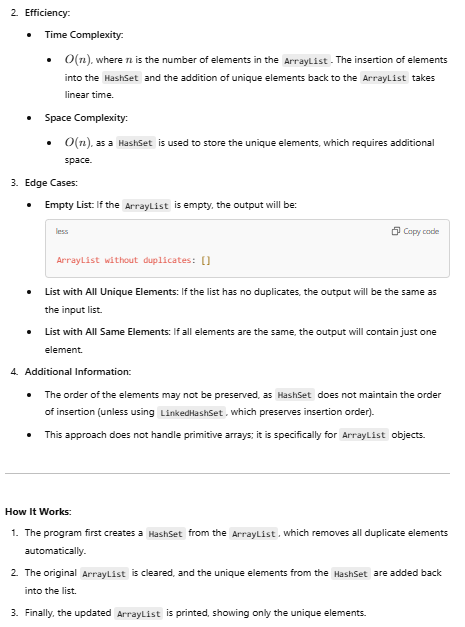 2. Efficiency:
• Time Complexity:
• O(n), where n is the number of elements in the ArrayList. The insertion of elements
into the HashSet and the addition of unique elements back to the ArrayList takes
linear time.
• Space Complexity:
• O(n), as a HashSet is used to store the unique elements, which requires additional
space.
3. Edge Cases:
• Empty List: If the ArrayList is empty, the output will be:
less Copy code
ArrayList without duplicates: []
• List with All Unique Elements: If the list has no duplicates, the output will be the same as
the input list.
• List with All Same Elements: If all elements are the same, the output will contain just one
element.
4. Additional Information:
• The order of the elements may not be preserved, as HashSet does not maintain the order
of insertion (unless using LinkedHashSet, which preserves insertion order).
• This approach does not handle primitive arrays; it is specifically for ArrayList objects.
How It Works:
1. The program first creates a HashSet from the ArrayList, which removes all duplicate elements
automatically.
2. The original ArrayList is cleared, and the unique elements from the HashSet are added back
into the list.
3. Finally, the updated ArrayList is printed, showing only the unique elements.